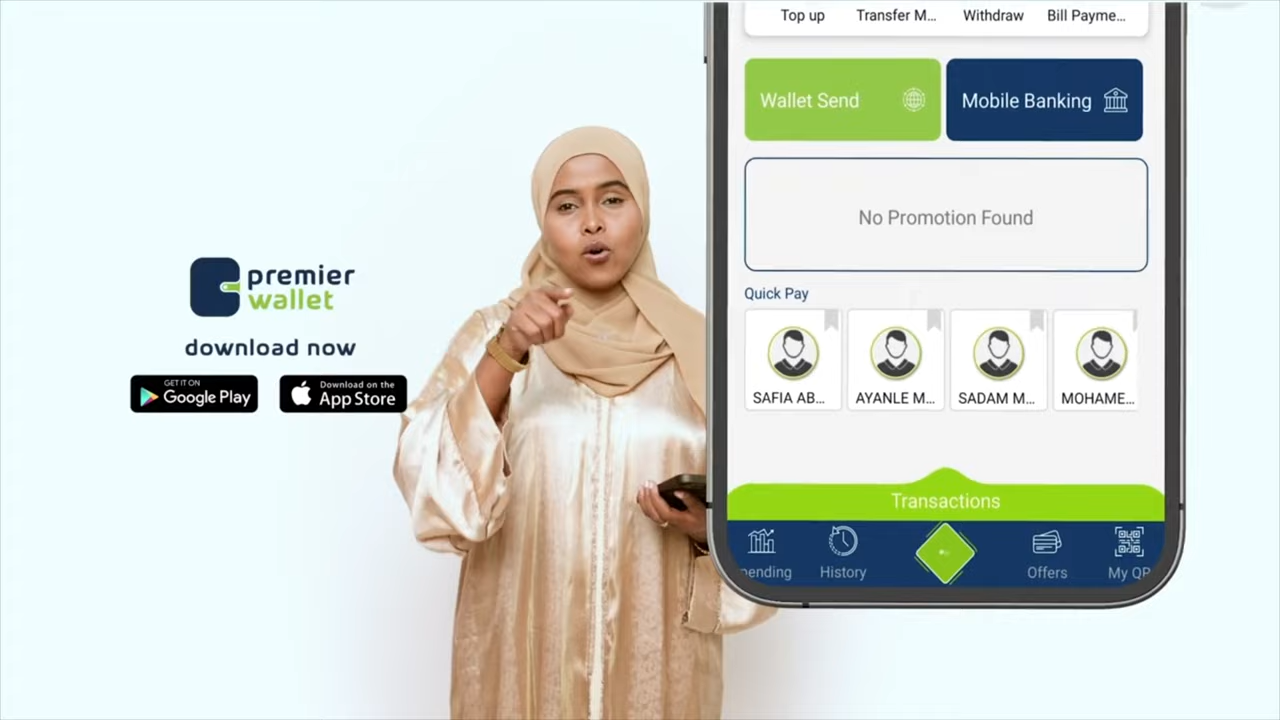 premier
wallet
download now
GET IT ON
Google Play
Download on the
App Store
Top up
Transfer M...
Withdraw
Bill Payme...
Wallet Send
Mobile Banking
No Promotion Found
Quick Pay
SAFIA AB...
AYANLE M...
SADAM M...
MOHAME...
Transactions
pending
History
Offers
My QR